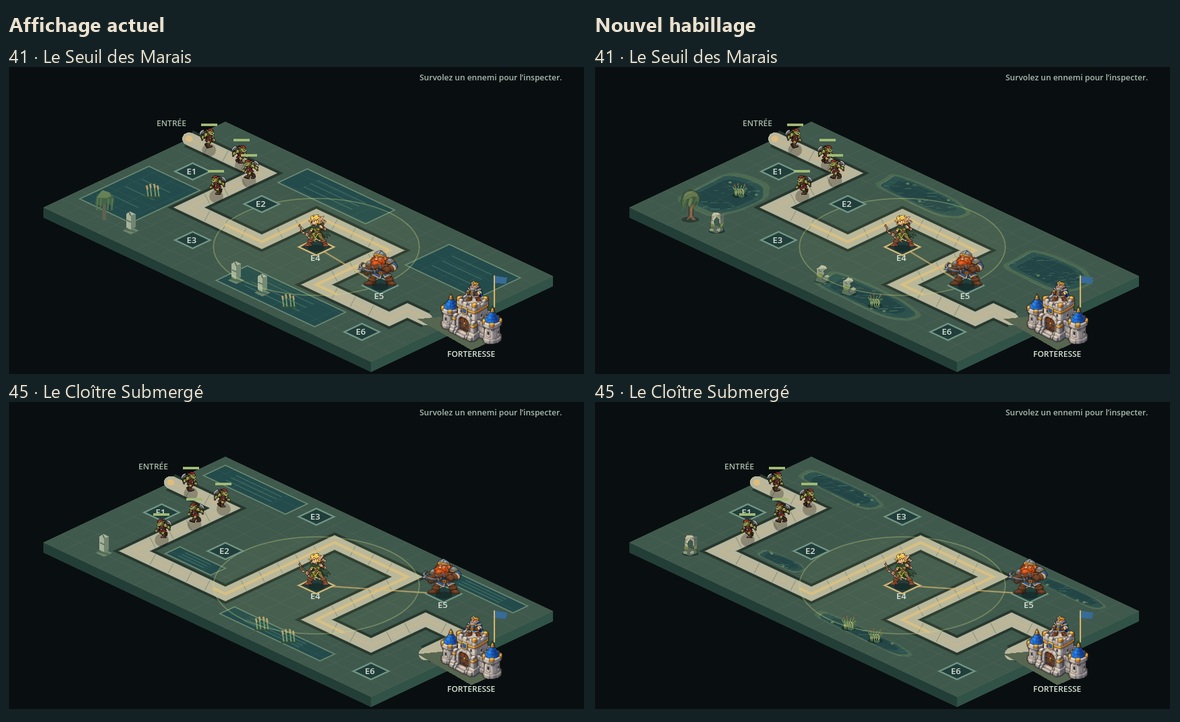 Affichage actuel
41 · Le Seuil des Marais
Survolez un ennemi pour l'inspecter.
ENTRÉE
E1
E2
E3
E4
E5
E6
FORTERESSE
45 · Le Cloître Submergé
Survolez un ennemi pour l'inspecter.
ENTRÉE
E1
E3
E2
E4
E5
E6
FORTERESSE
Nouvel habillage
41 · Le Seuil des Marais
Survolez un ennemi pour l'inspecter.
ENTRÉE
E1
E2
E3
E4
E5
E6
FORTERESSE
45 · Le Cloître Submergé
Survolez un ennemi pour l'inspecter.
ENTRÉE
E1
E3
E2
E4
E5
E6
FORTERESSE